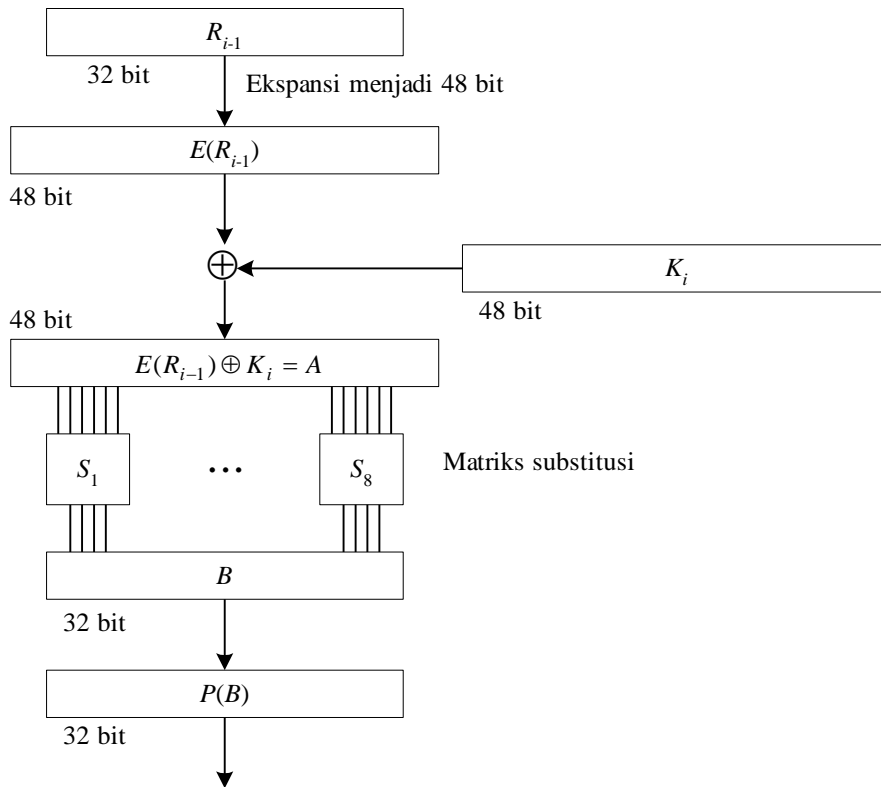 R_{i-1}
32 bit
Ekspansi menjadi 48 bit
E(R_{i-1})
48 bit
⊕
K_i
48 bit
48 bit
E(R_{i−1}) ⊕ K_i = A
S_1
...
S_8
Matriks substitusi
B
32 bit
P(B)
32 bit